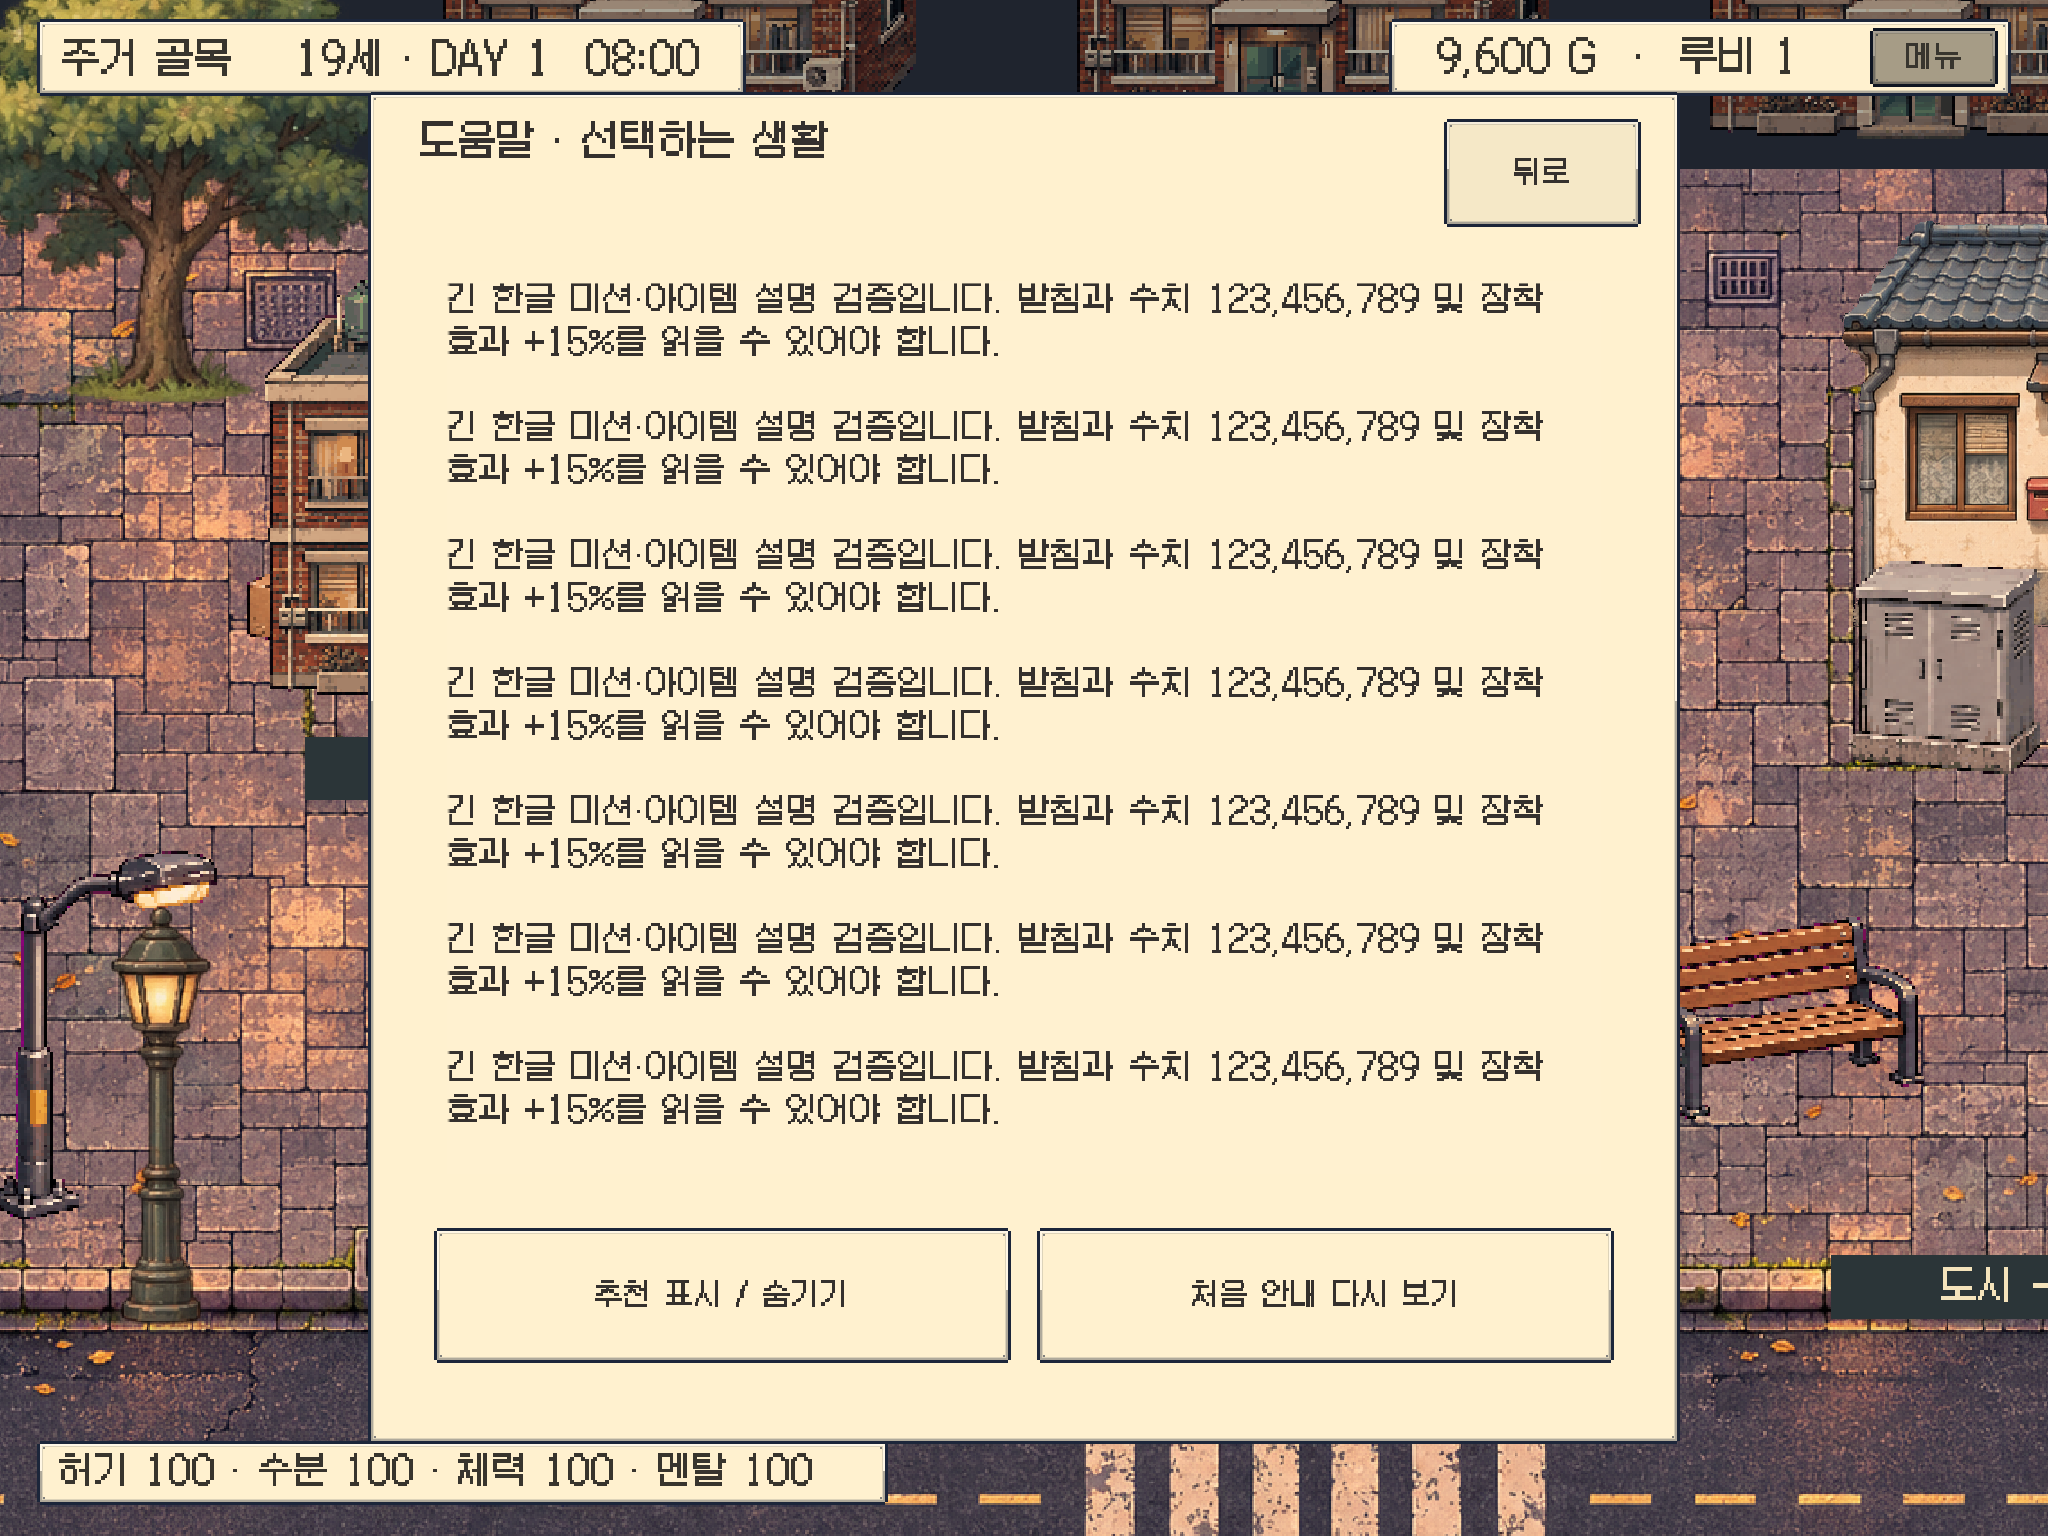 주거 골목 19세 · DAY 1 08:00
9,600 G · 루비 1 메뉴
도움말 · 선택하는 생활
뒤로
긴 한글 미션·아이템 설명 검증입니다. 받침과 수치 123,456,789 및 장착
효과 +15%를 읽을 수 있어야 합니다.
긴 한글 미션·아이템 설명 검증입니다. 받침과 수치 123,456,789 및 장착
효과 +15%를 읽을 수 있어야 합니다.
긴 한글 미션·아이템 설명 검증입니다. 받침과 수치 123,456,789 및 장착
효과 +15%를 읽을 수 있어야 합니다.
긴 한글 미션·아이템 설명 검증입니다. 받침과 수치 123,456,789 및 장착
효과 +15%를 읽을 수 있어야 합니다.
긴 한글 미션·아이템 설명 검증입니다. 받침과 수치 123,456,789 및 장착
효과 +15%를 읽을 수 있어야 합니다.
긴 한글 미션·아이템 설명 검증입니다. 받침과 수치 123,456,789 및 장착
효과 +15%를 읽을 수 있어야 합니다.
긴 한글 미션·아이템 설명 검증입니다. 받침과 수치 123,456,789 및 장착
효과 +15%를 읽을 수 있어야 합니다.
추천 표시 / 숨기기
처음 안내 다시 보기
도시
허기 100 · 수분 100 · 체력 100 · 멘탈 100